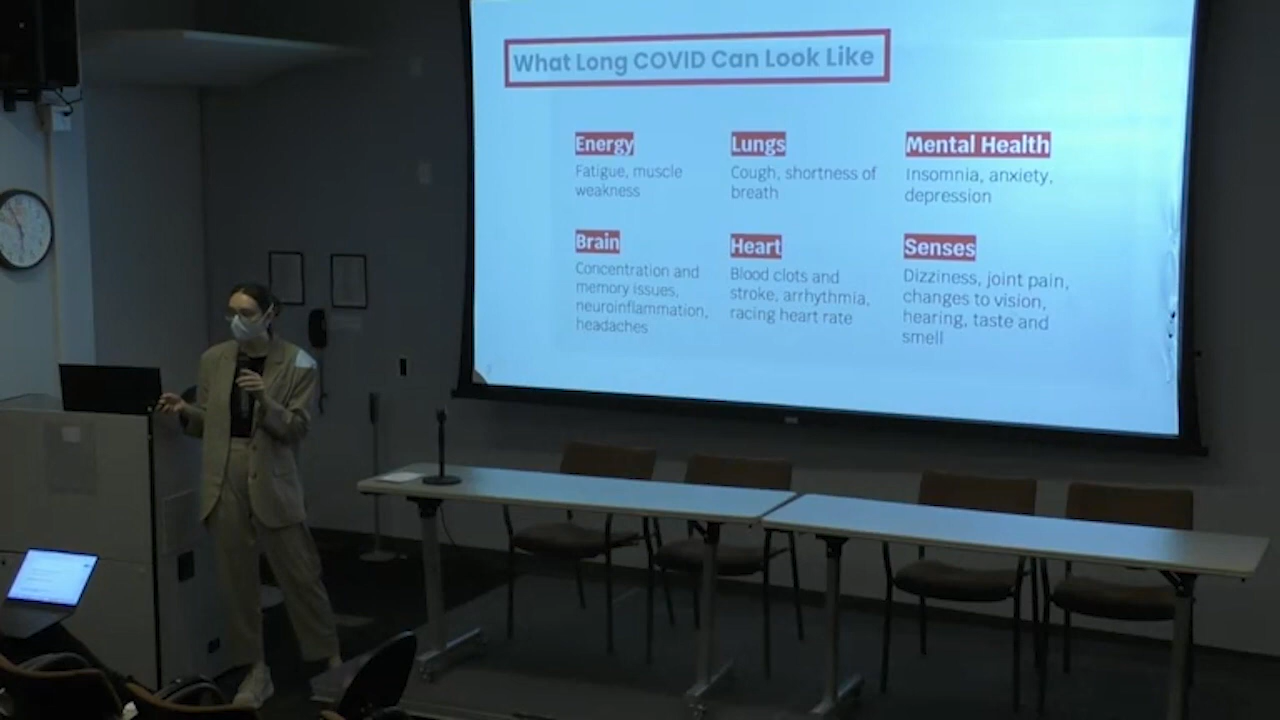 What Long COVID Can Look Like
Energy
Fatigue, muscle
weakness
Lungs
Cough, shortness of
breath
Mental Health
Insomnia, anxiety,
depression
Brain
Concentration and
memory issues,
neuroinflammation,
headaches
Heart
Blood clots and
stroke, arrhythmia,
racing heart rate
Senses
Dizziness, joint pain,
changes to vision,
hearing, taste and
smell